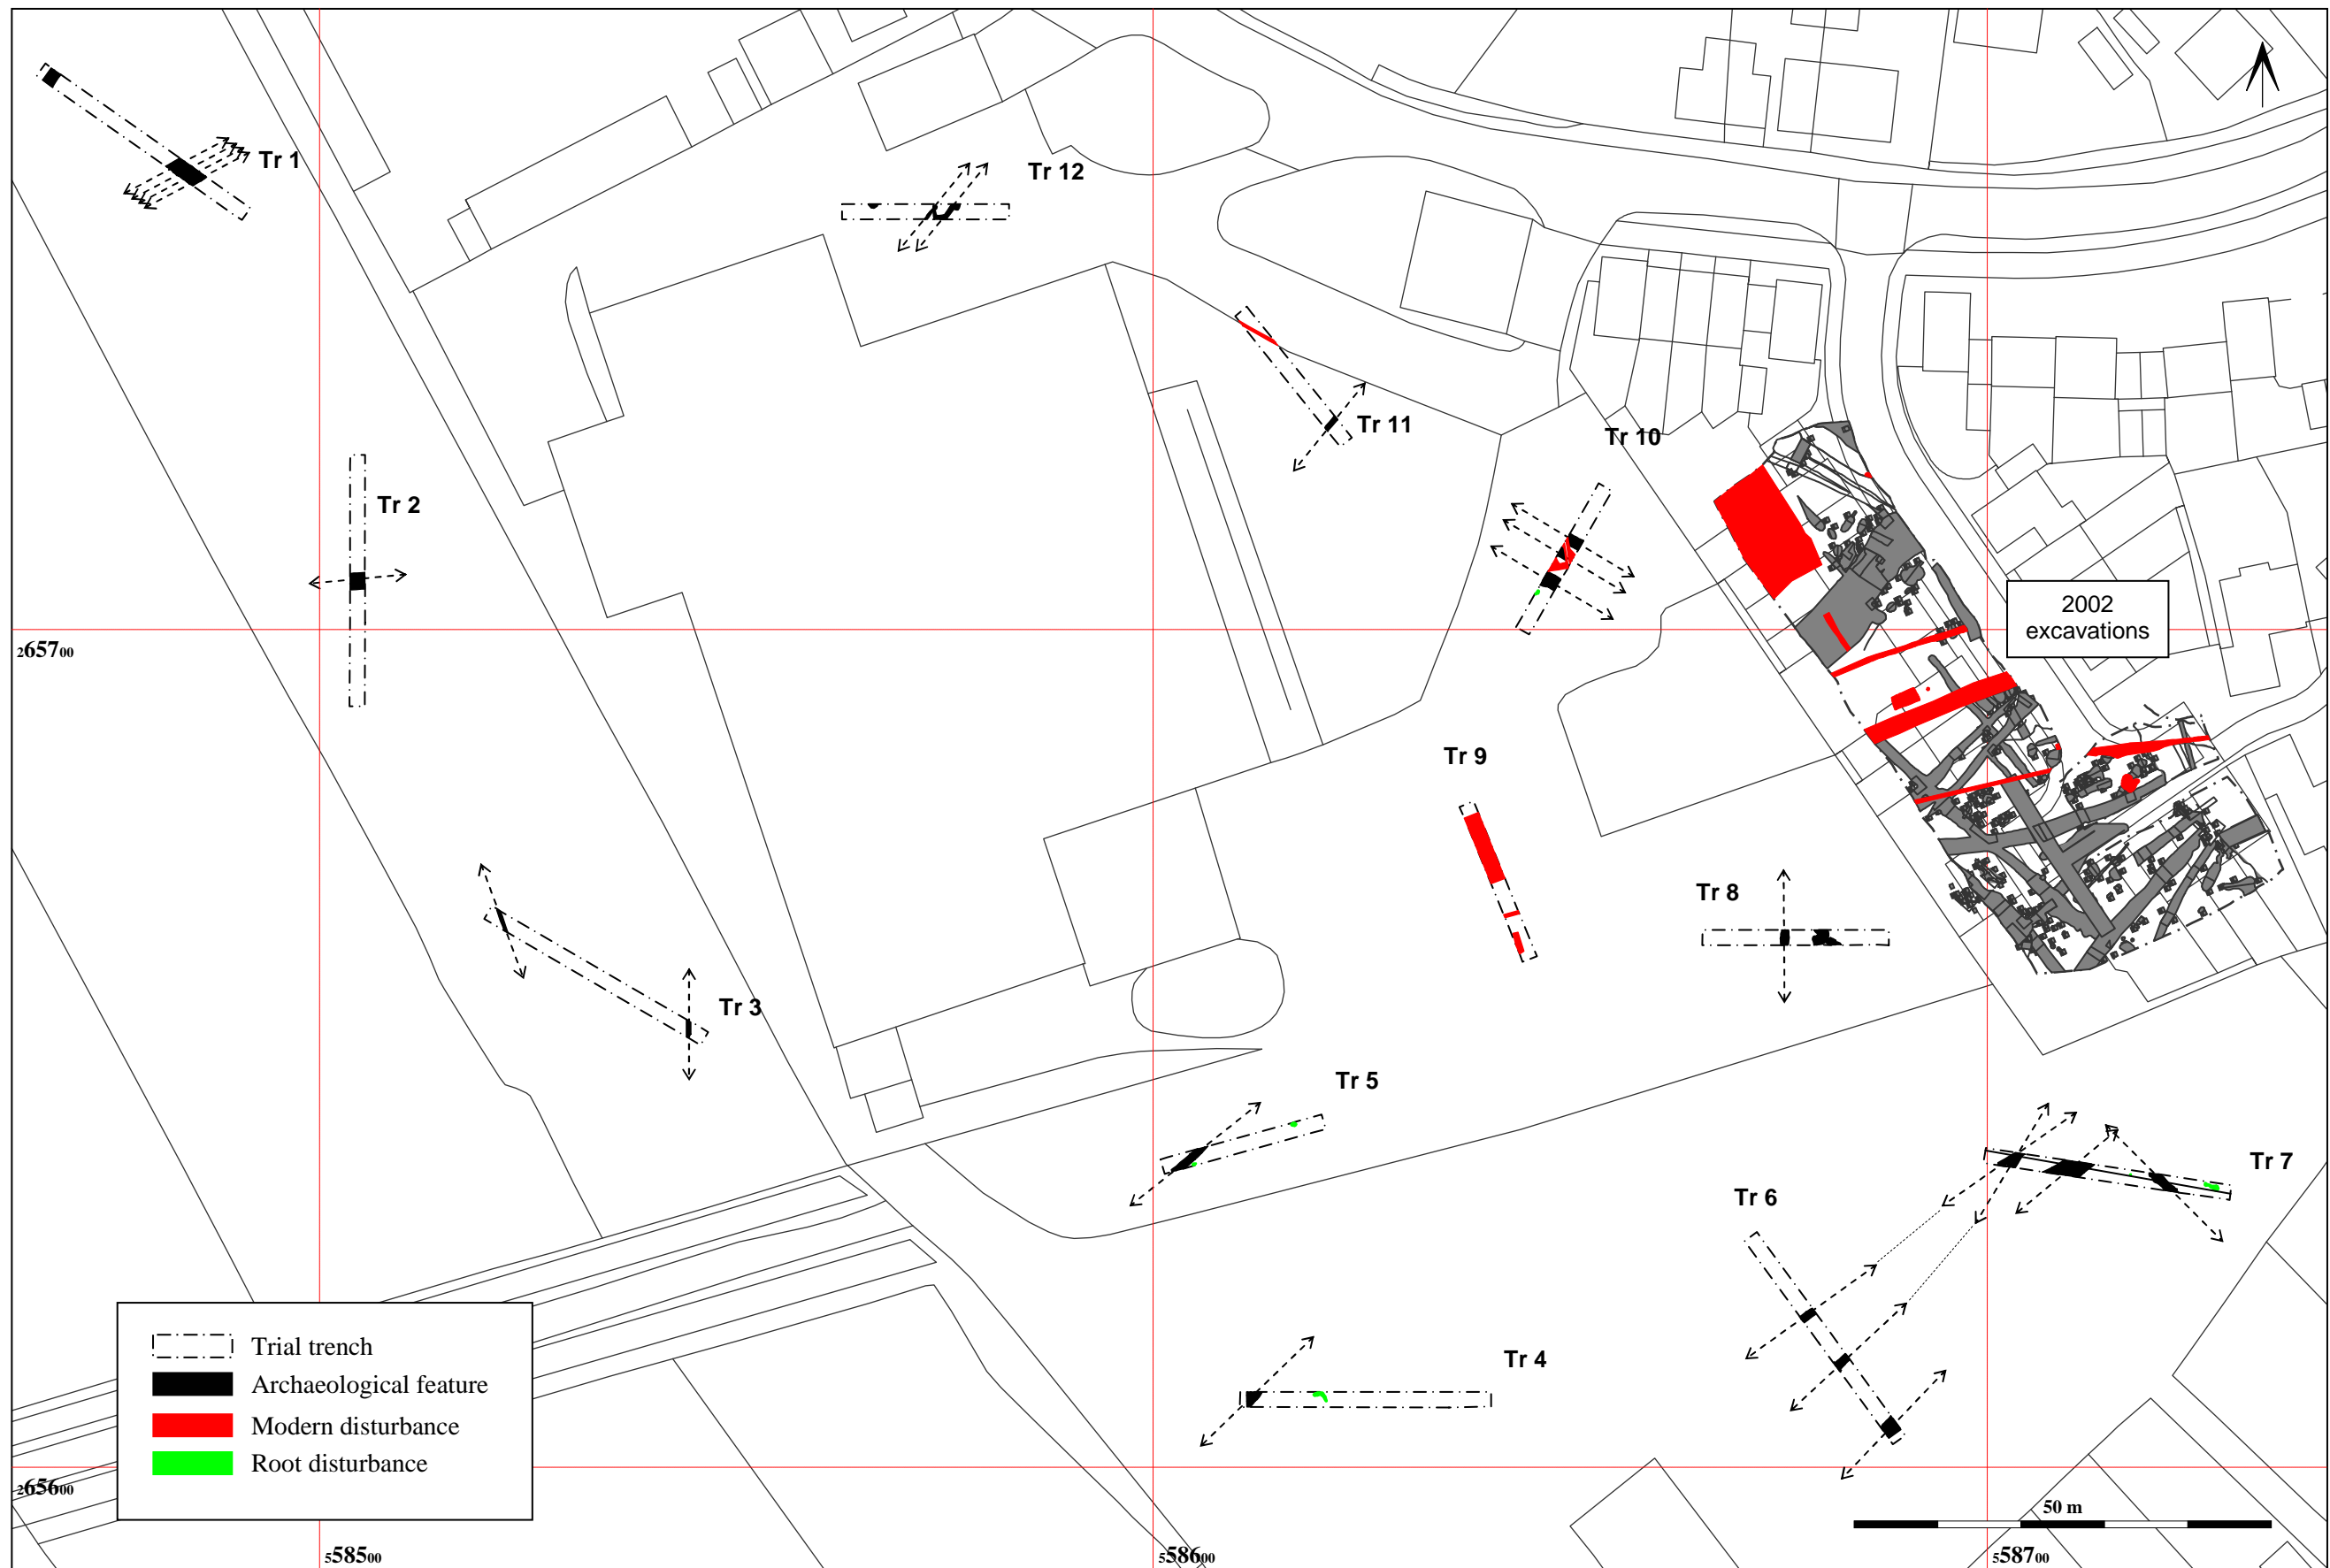 Tr 1
Tr 12
Tr 11
Tr 10
Tr 2
2002
excavations
265700
Tr 9
Tr 8
Tr 3
Tr 5
Tr 7
Tr 6
Tr 4
Trial trench
Archaeological feature
Modern disturbance
Root disturbance
265600
50 m
558500
558600
558700